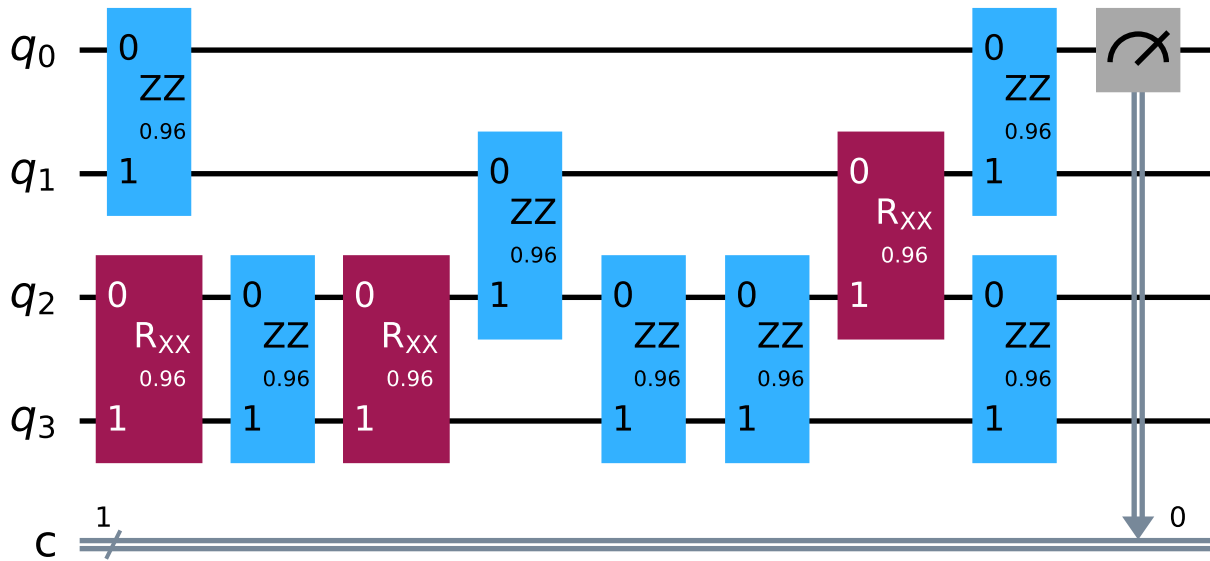 q0 0 0
ZZ ZZ
0.96 0.96
q1 1 0 0 1
ZZ RXX
0.96 0.96
q2 0 0 0 1 0 0 1 0
RXX ZZ RXX ZZ ZZ ZZ
0.96 0.96 0.96 0.96 0.96 0.96
q3 1 1 1 1 1 1
1 0
c